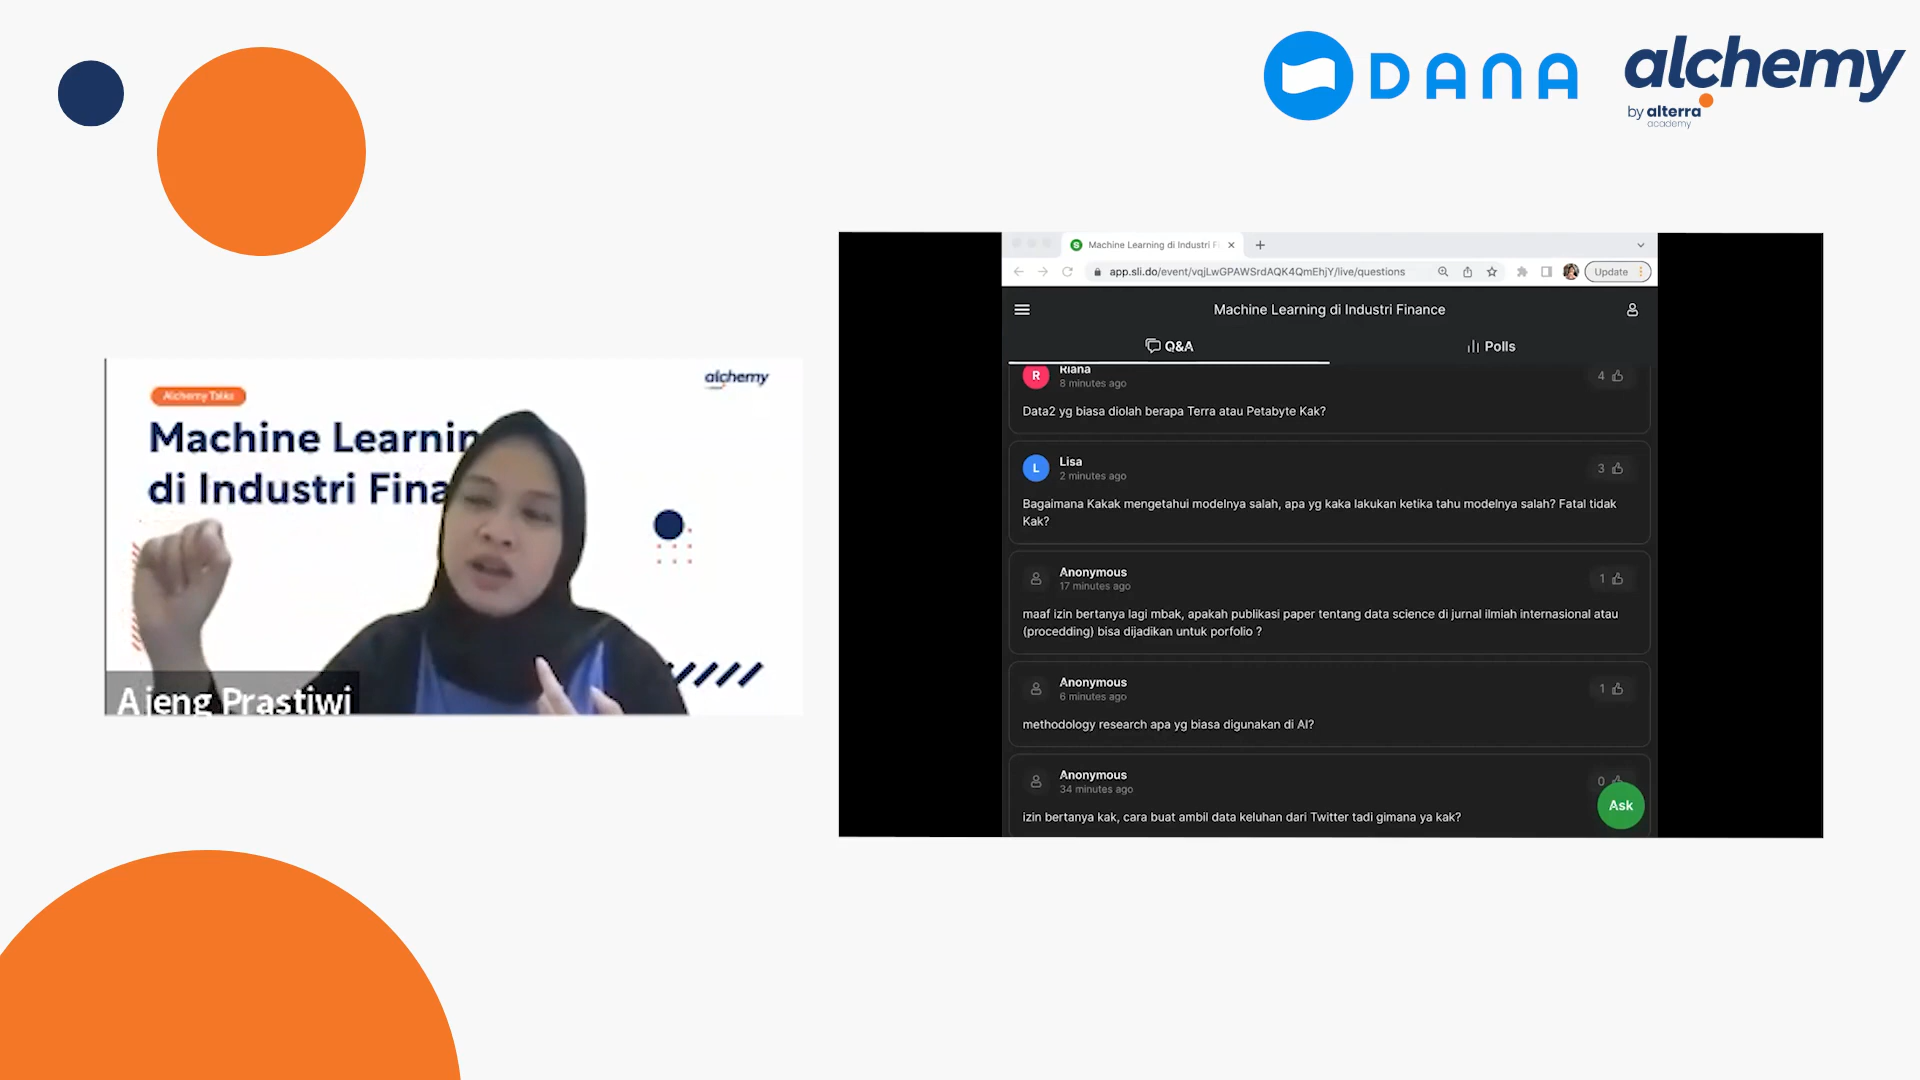 DANA
alchemy
by alterra
academy
alchemy
Alchemy Talks
Machine Learnin
di Industri Fina
Ajeng Prastiwi
Machine Learning di Industri Fi
Update
app.sli.do/event/vqjLwGPAWSrdAQK4QmEhjY/live/questions
Machine Learning di Industri Finance
Q&A
Polls
R
Riana
8 minutes ago
4
Data2 yg biasa diolah berapa Terra atau Petabyte Kak?
L
Lisa
2 minutes ago
3
Bagaimana Kakak mengetahui modelnya salah, apa yg kaka lakukan ketika tahu modelnya salah? Fatal tidak
Kak?
Anonymous
17 minutes ago
1
maaf izin bertanya lagi mbak, apakah publikasi paper tentang data science di jurnal ilmiah internasional atau
(procedding) bisa dijadikan untuk porfolio ?
Anonymous
6 minutes ago
1
methodology research apa yg biasa digunakan di AI?
Anonymous
34 minutes ago
0
izin bertanya kak, cara buat ambil data keluhan dari Twitter tadi gimana ya kak?
Ask